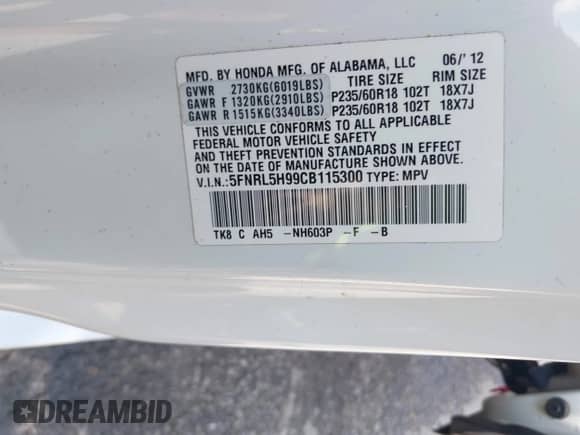 MFD. BY HONDA MFG. OF ALABAMA, LLC 06/'12
TIRE SIZE RIM SIZE
GVWR 2730KG(6019LBS)
GAWR F 1320KG(2910LBS) P235/60R18 102T 18X7J
GAWR R 1515KG(3340LBS) P235/60R18 102T 18X7J
THIS VEHICLE CONFORMS TO ALL APPLICABLE
FEDERAL MOTOR VEHICLE SAFETY
AND THEFT PREVENTION STANDARDS IN EFFECT
ON THE DATE OF MANUFACTURE SHOWN ABOVE.
V.I.N.: 5FNRL5H99CB115300 TYPE: MPV
TK8 C AH5 -NH603P -F -B
DREAMBID